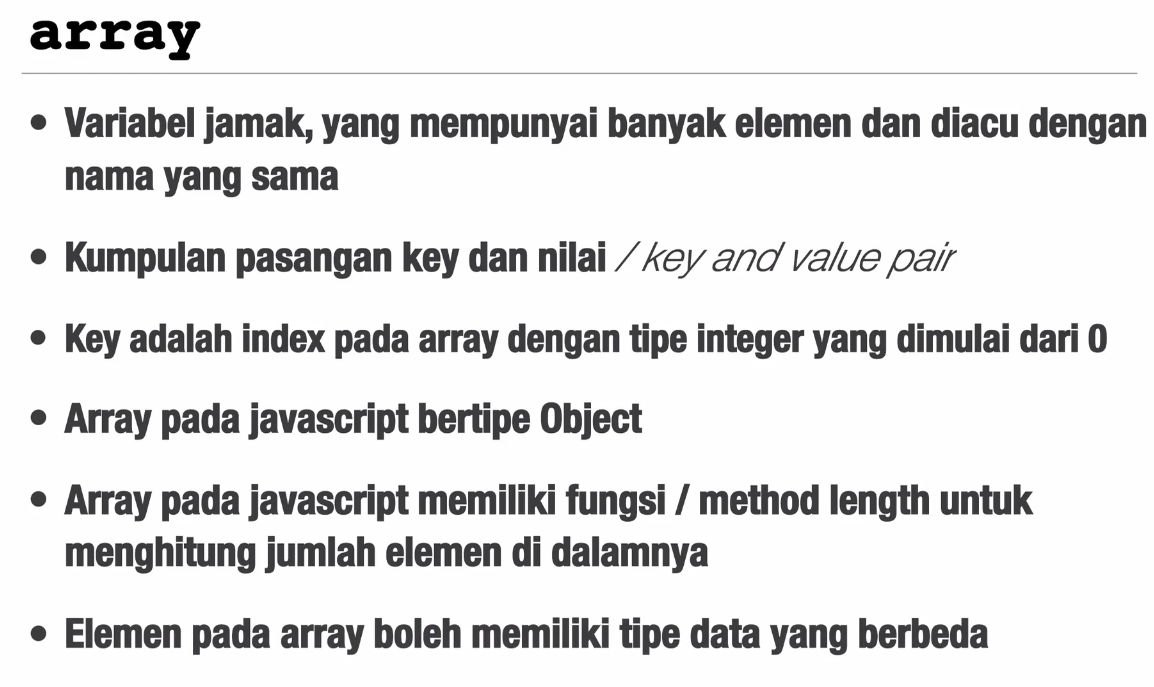 array
• Variabel jamak, yang mempunyai banyak elemen dan diacu dengan
nama yang sama
• Kumpulan pasangan key dan nilai / key and value pair
• Key adalah index pada array dengan tipe integer yang dimulai dari 0
• Array pada javascript bertipe Object
• Array pada javascript memiliki fungsi / method length untuk
menghitung jumlah elemen di dalamnya
• Elemen pada array boleh memiliki tipe data yang berbeda